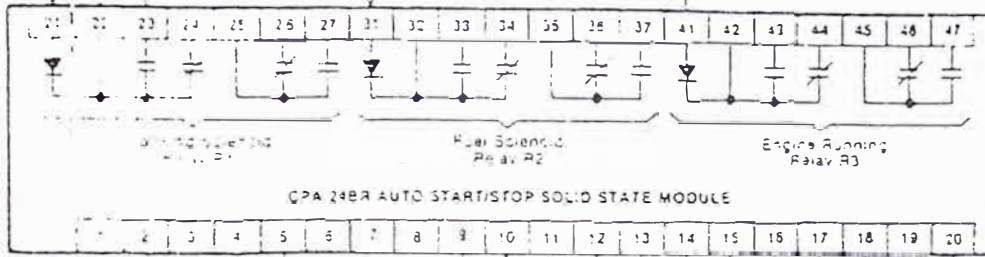 21 22 23 24 25 26 27 31 32 33 34 35 36 37 41 42 43 44 45 46 47
Solenoid
Fuel Solenoid
Relay R2
Engine Running
Relay R3
CPA 24BR AUTO START/STOP SOLID STATE MODULE
1 2 3 4 5 6 7 8 9 10 11 12 13 14 15 16 17 18 19 20